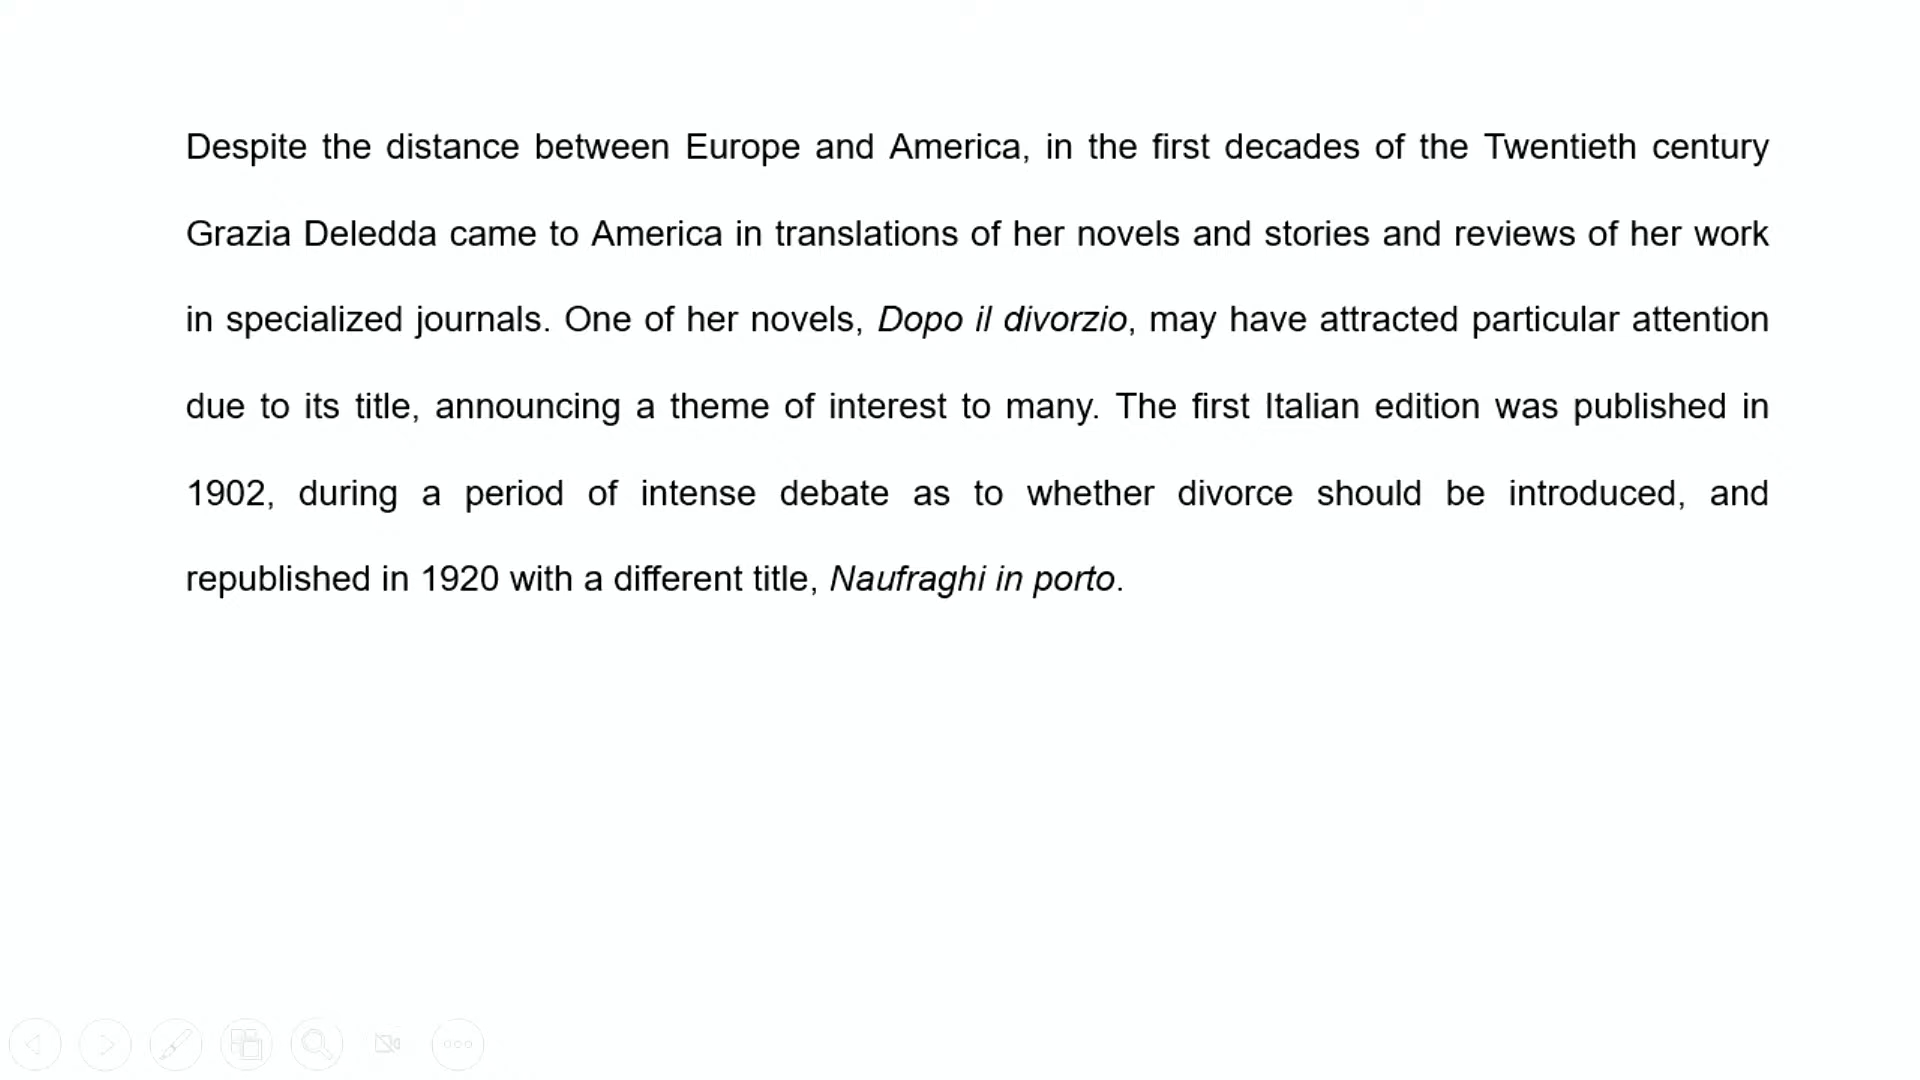 Despite the distance between Europe and America, in the first decades of the Twentieth century
Grazia Deledda came to America in translations of her novels and stories and reviews of her work
in specialized journals. One of her novels, Dopo il divorzio, may have attracted particular attention
due to its title, announcing a theme of interest to many. The first Italian edition was published in
1902, during a period of intense debate as to whether divorce should be introduced, and
republished in 1920 with a different title, Naufraghi in porto.